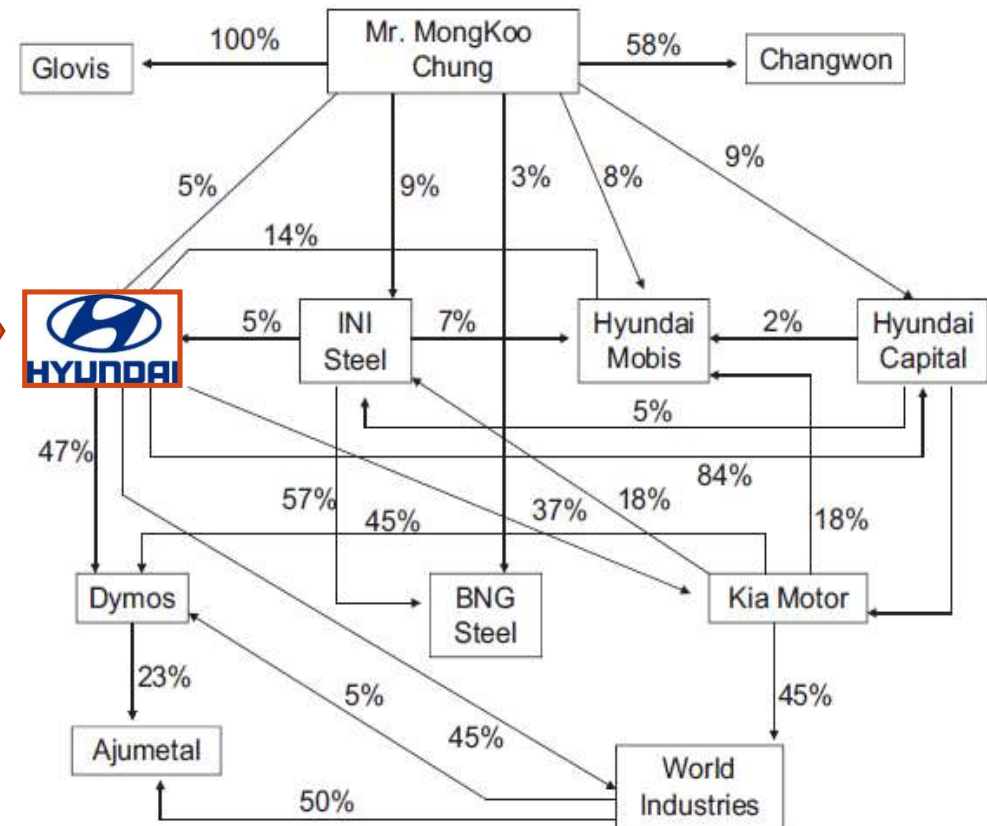 Mr. MongKoo
Chung
100%
58%
Glovis
Changwon
5%
9%
3%
8%
9%
14%
HYUNDAI
5%
INI
Steel
7%
Hyundai
Mobis
2%
Hyundai
Capital
5%
47%
84%
57%
45%
37%
18%
18%
Dymos
BNG
Steel
Kia Motor
23%
5%
45%
45%
Ajumetal
World
Industries
50%